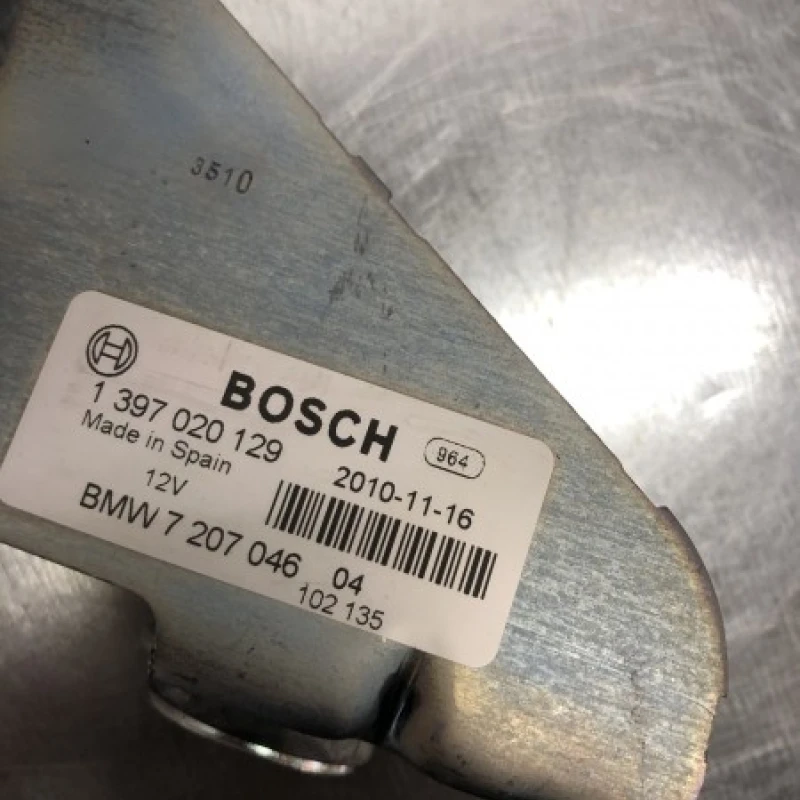 3510
BOSCH
1 397 020 129
964
Made in Spain
2010-11-16
12V
BMW 7 207 046 04
102 135